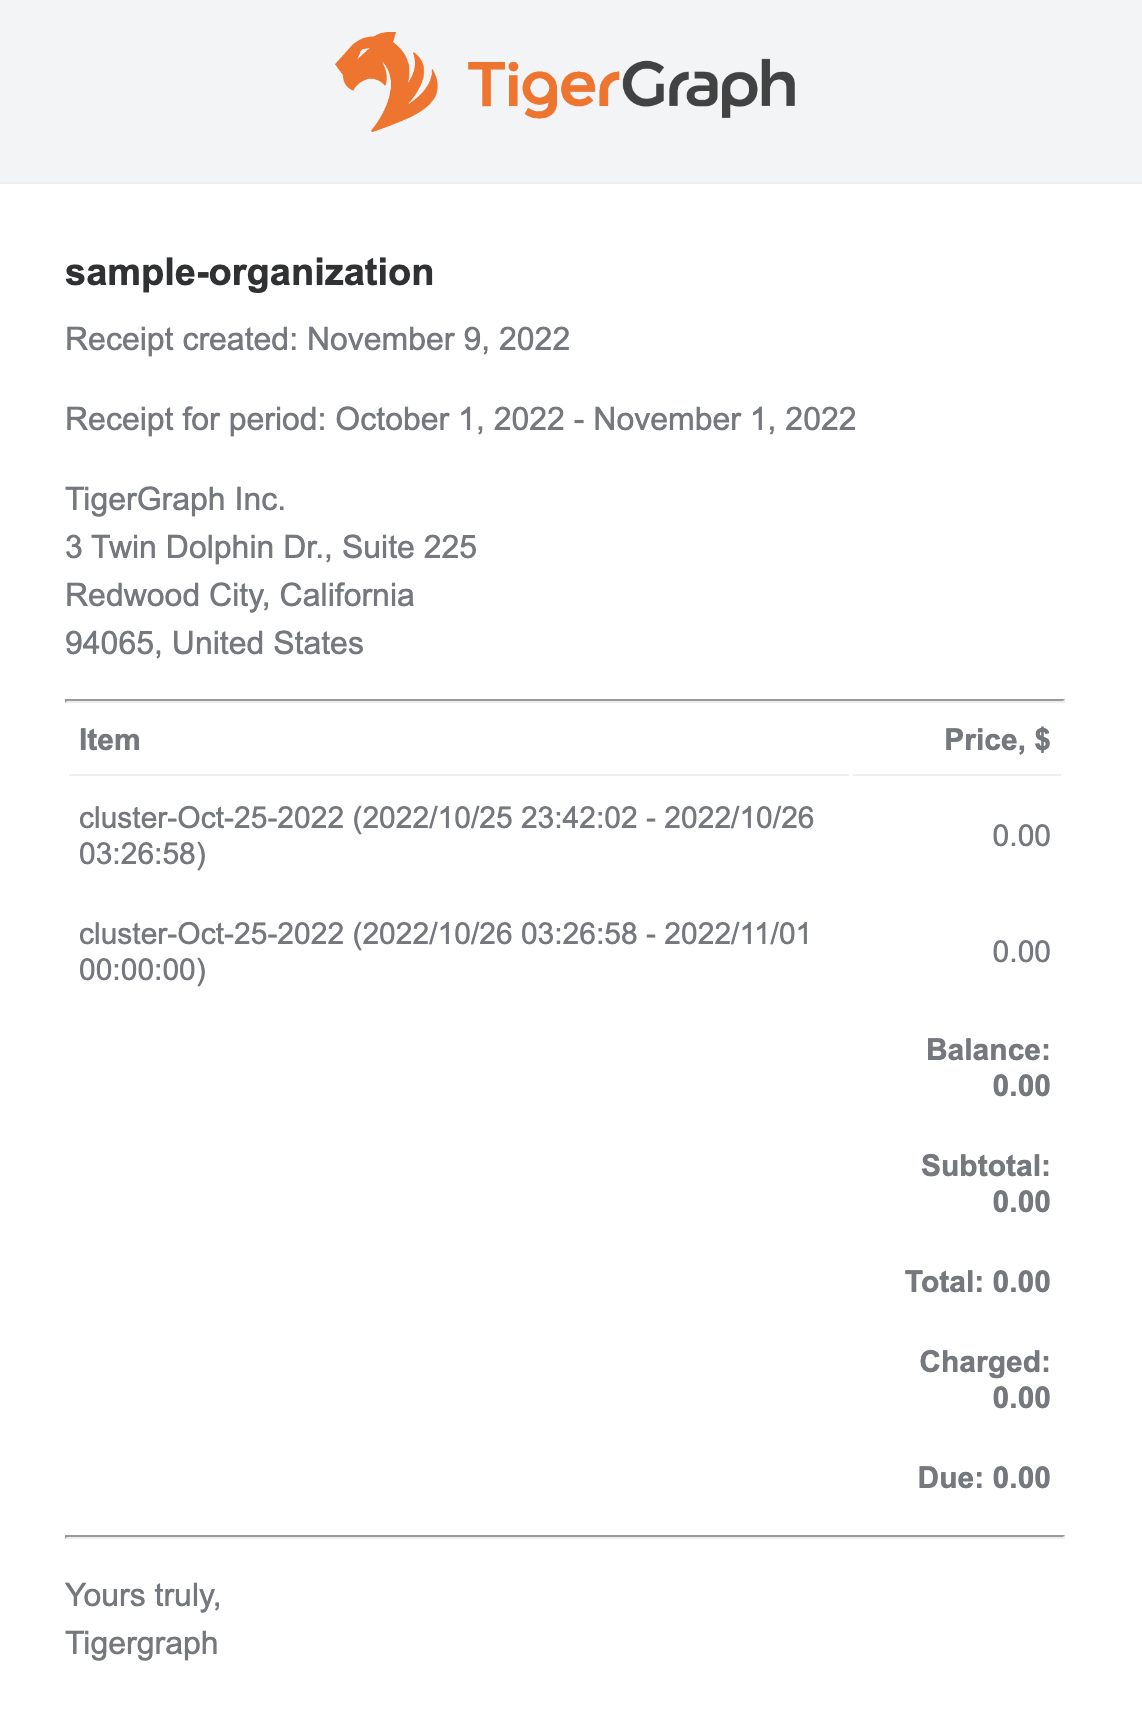 TigerGraph
sample-organization
Receipt created: November 9, 2022
Receipt for period: October 1, 2022 - November 1, 2022
TigerGraph Inc.
3 Twin Dolphin Dr., Suite 225
Redwood City, California
94065, United States
Item Price, $
cluster-Oct-25-2022 (2022/10/25 23:42:02 - 2022/10/26
03:26:58) 0.00
cluster-Oct-25-2022 (2022/10/26 03:26:58 - 2022/11/01
00:00:00) 0.00
Balance:
0.00
Subtotal:
0.00
Total: 0.00
Charged:
0.00
Due: 0.00
Yours truly,
Tigergraph